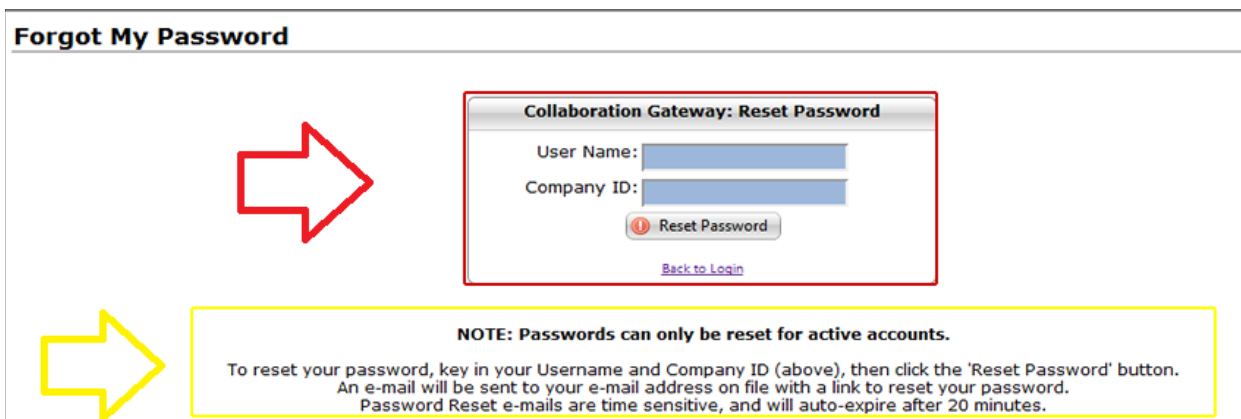 Forgot My Password
Collaboration Gateway: Reset Password
User Name:
Company ID:
Reset Password
Back to Login
NOTE: Passwords can only be reset for active accounts.
To reset your password, key in your Username and Company ID (above), then click the 'Reset Password' button.
An e-mail will be sent to your e-mail address on file with a link to reset your password.
Password Reset e-mails are time sensitive, and will auto-expire after 20 minutes.